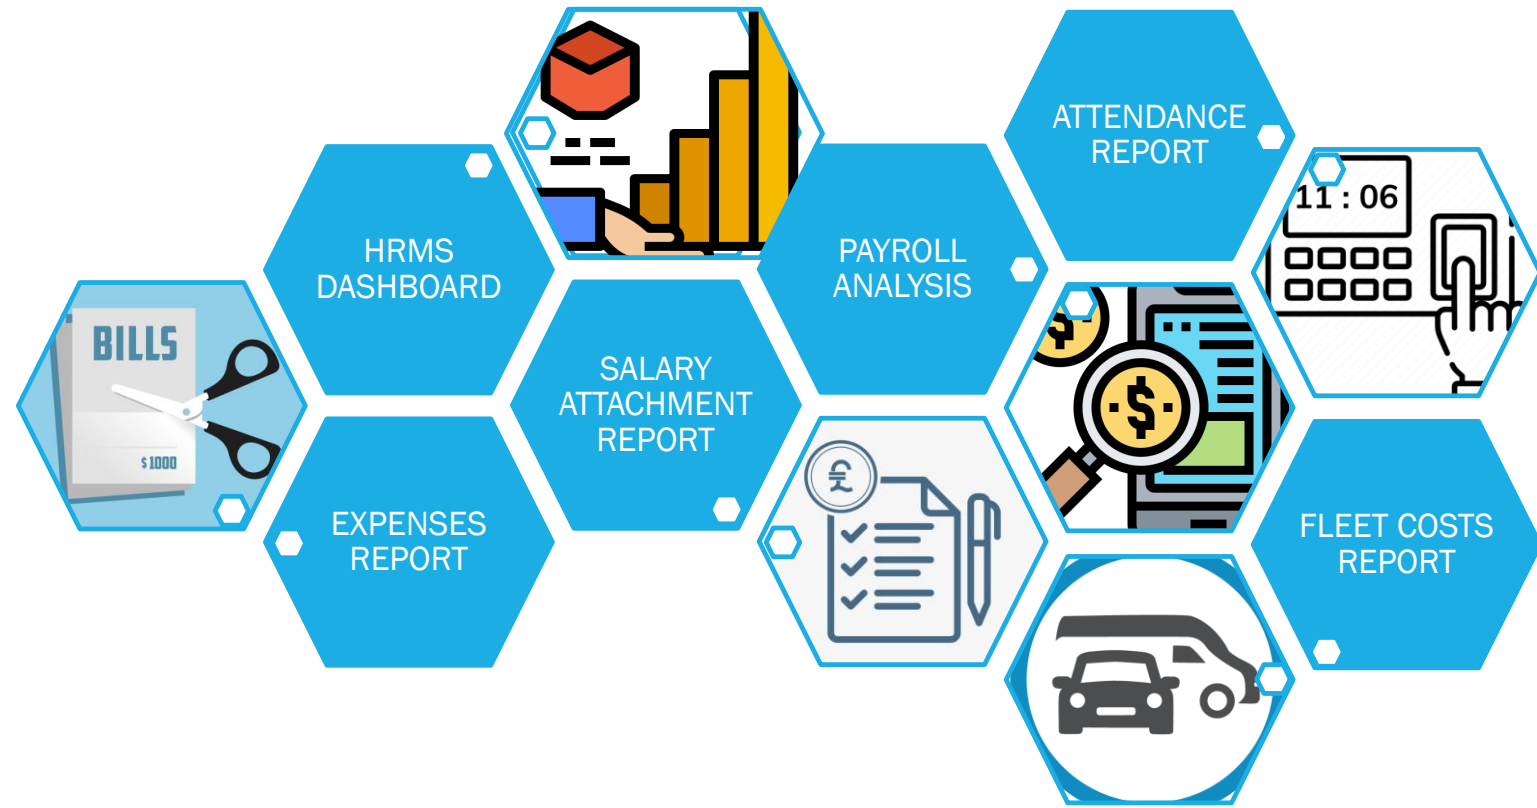 HRMS
DASHBOARD
PAYROLL
ANALYSIS
ATTENDANCE
REPORT
11:06
BILLS
$1000
SALARY
ATTACHMENT
REPORT
$
$
£
EXPENSES
REPORT
FLEET COSTS
REPORT